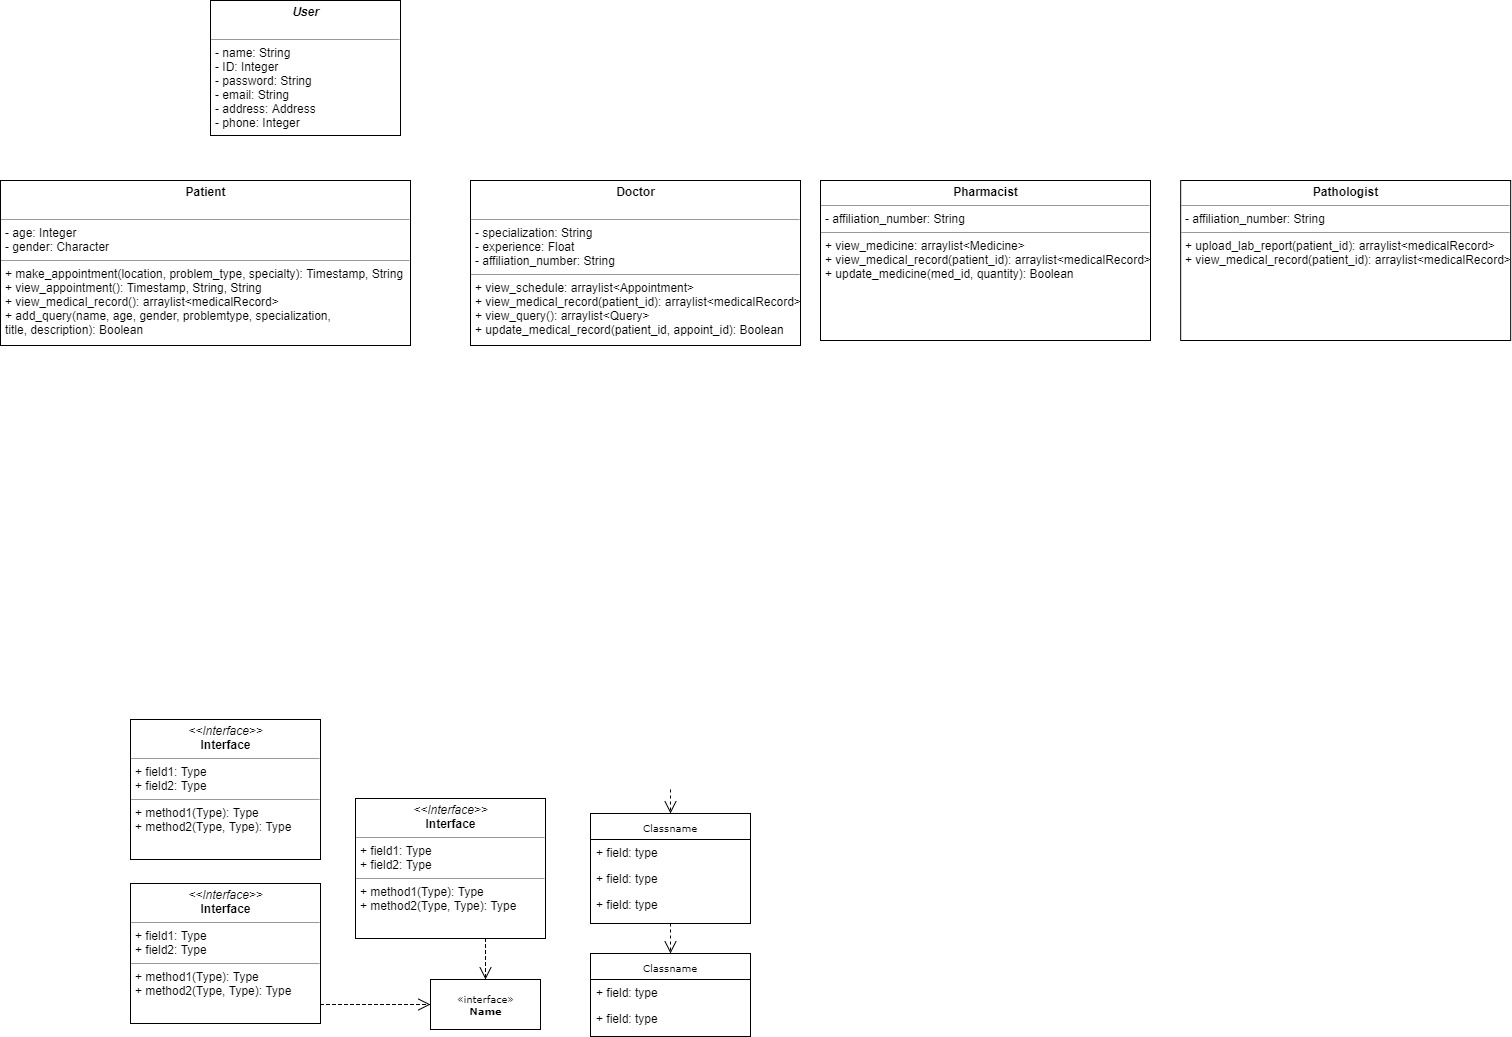 User
- name: String
- ID: Integer
- password: String
- email: String
- address: Address
- phone: Integer
Patient
- age: Integer
- gender: Character
+ make_appointment(location, problem_type, specialty): Timestamp, String
+ view_appointment(): Timestamp, String, String
+ view_medical_record(): arraylist<medicalRecord>
+ add_query(name, age, gender, problemtype, specialization,
title, description): Boolean
Doctor
- specialization: String
- experience: Float
- affiliation_number: String
+ view_schedule: arraylist<Appointment>
+ view_medical_record(patient_id): arraylist<medicalRecord>
+ view_query(): arraylist<Query>
+ update_medical_record(patient_id, appoint_id): Boolean
Pharmacist
- affiliation_number: String
+ view_medicine: arraylist<Medicine>
+ view_medical_record(patient_id): arraylist<medicalRecord>
+ update_medicine(med_id, quantity): Boolean
Pathologist
- affiliation_number: String
+ upload_lab_report(patient_id): arraylist<medicalRecord>
+ view_medical_record(patient_id): arraylist<medicalRecord>
<<Interface>>
Interface
+ field1: Type
+ field2: Type
+ method1(Type): Type
+ method2(Type, Type): Type
<<Interface>>
Interface
+ field1: Type
+ field2: Type
+ method1(Type): Type
+ method2(Type, Type): Type
<<Interface>>
Interface
+ field1: Type
+ field2: Type
+ method1(Type): Type
+ method2(Type, Type): Type
«interface»
Name
Classname
+ field: type
+ field: type
+ field: type
Classname
+ field: type
+ field: type